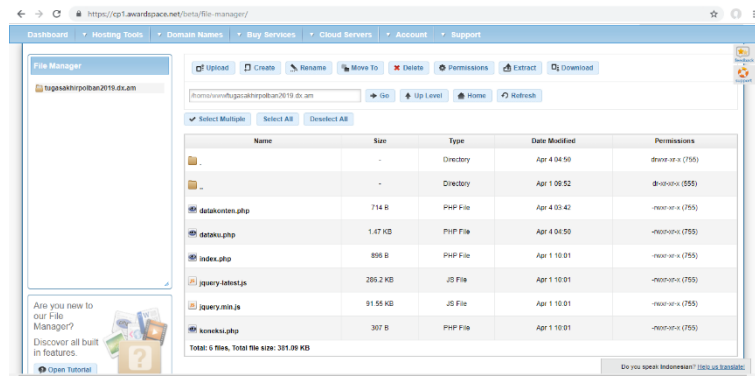 https://cp1.awardspace.net/beta/file-manager/
Dashboard Hosting Tools Domain Names Buy Services Cloud Servers Account Support
File Manager
tugasakhirpolban2019.dx.am
Upload Create Rename Move To Delete Permissions Extract Download
/home/www/tugasakhirpolban2019.dx.am Go Up Level Home Refresh
Select Multiple Select All Deselect All
Name Size Type Date Modified Permissions
. - Directory Apr 4 04:50 drwxr-xr-x (755)
.. - Directory Apr 1 09:52 dr-xr-xr-x (555)
datakonten.php 714 B PHP File Apr 4 03:42 -rwxr-xr-x (755)
dataku.php 1.47 KB PHP File Apr 4 04:50 -rwxr-xr-x (755)
index.php 898 B PHP File Apr 1 10:01 -rwxr-xr-x (755)
jquery-latest.js 286.2 KB JS File Apr 1 10:01 -rwxr-xr-x (755)
jquery.min.js 91.55 KB JS File Apr 1 10:01 -rwxr-xr-x (755)
koneksi.php 307 B PHP File Apr 1 10:01 -rwxr-xr-x (755)
Total: 6 files, Total file size: 381.09 KB
Are you new to
our File
Manager?
Discover all built
in features.
Open Tutorial
feedback
support
Do you speak Indonesian? Help us translate!